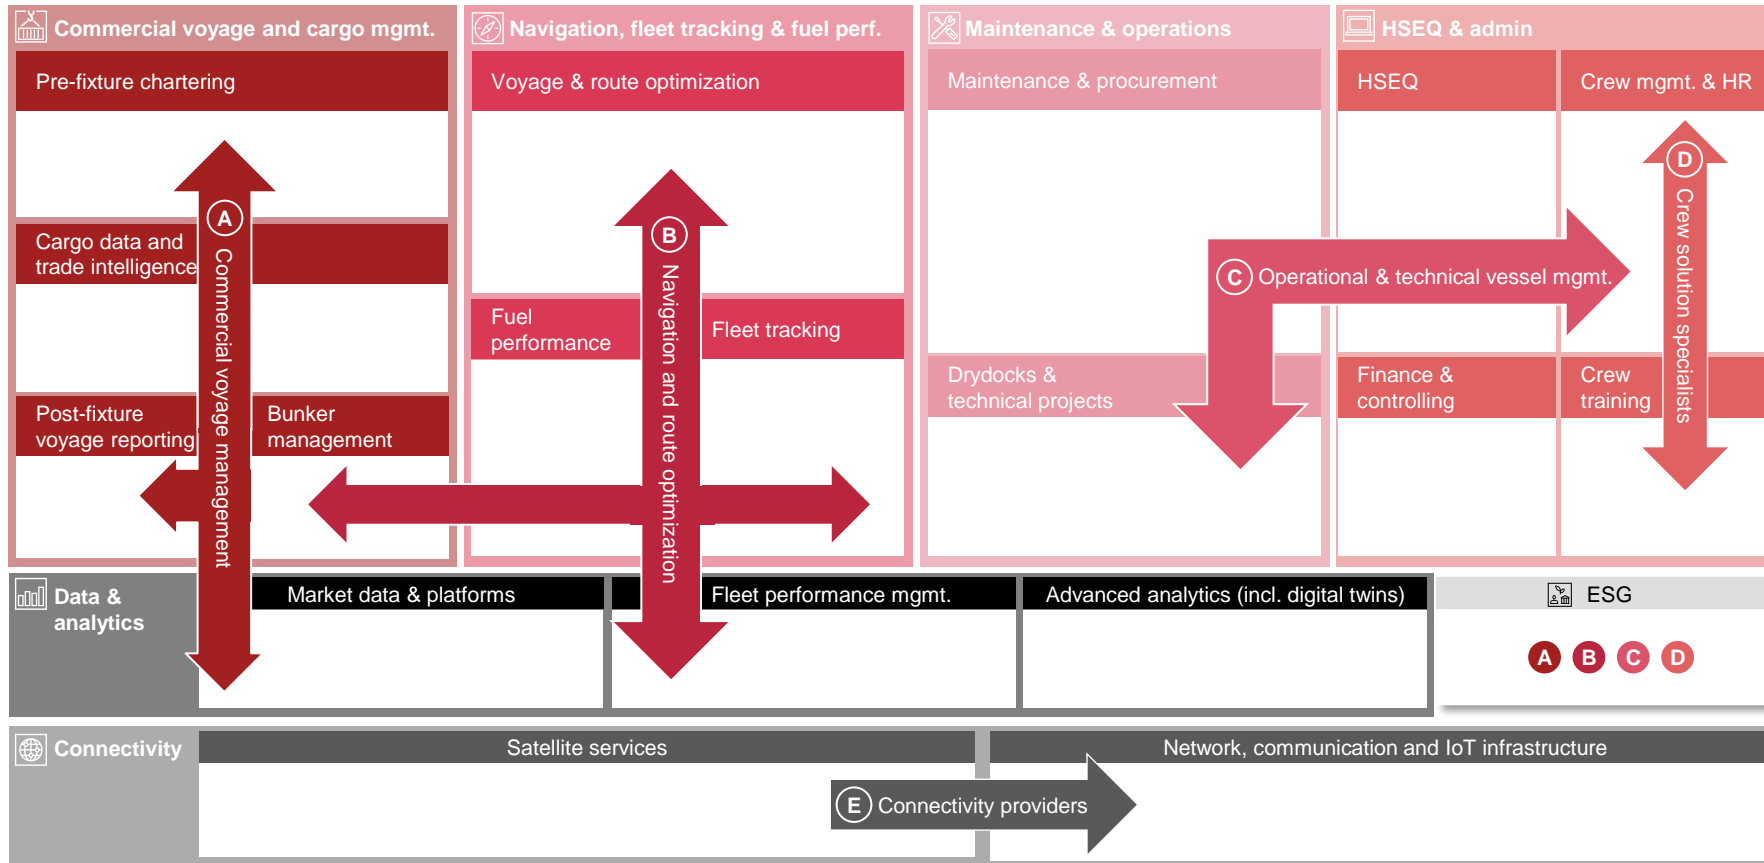 Commercial voyage and cargo mgmt.
Pre-fixture chartering
Cargo data and
trade intelligence
Post-fixture
voyage reporting
Bunker
management
A
Commercial voyage management
Navigation, fleet tracking & fuel perf.
Voyage & route optimization
Fuel
performance
Fleet tracking
B
Navigation and route optimization
Maintenance & operations
Maintenance & procurement
Drydocks &
technical projects
C
Operational & technical vessel mgmt.
HSEQ & admin
HSEQ
Crew mgmt. & HR
Finance &
controlling
Crew
training
D
Crew solution specialists
Data &
analytics
Market data & platforms
Fleet performance mgmt.
Advanced analytics (incl. digital twins)
ESG
A B C D
Connectivity
Satellite services
Network, communication and IoT infrastructure
E
Connectivity providers